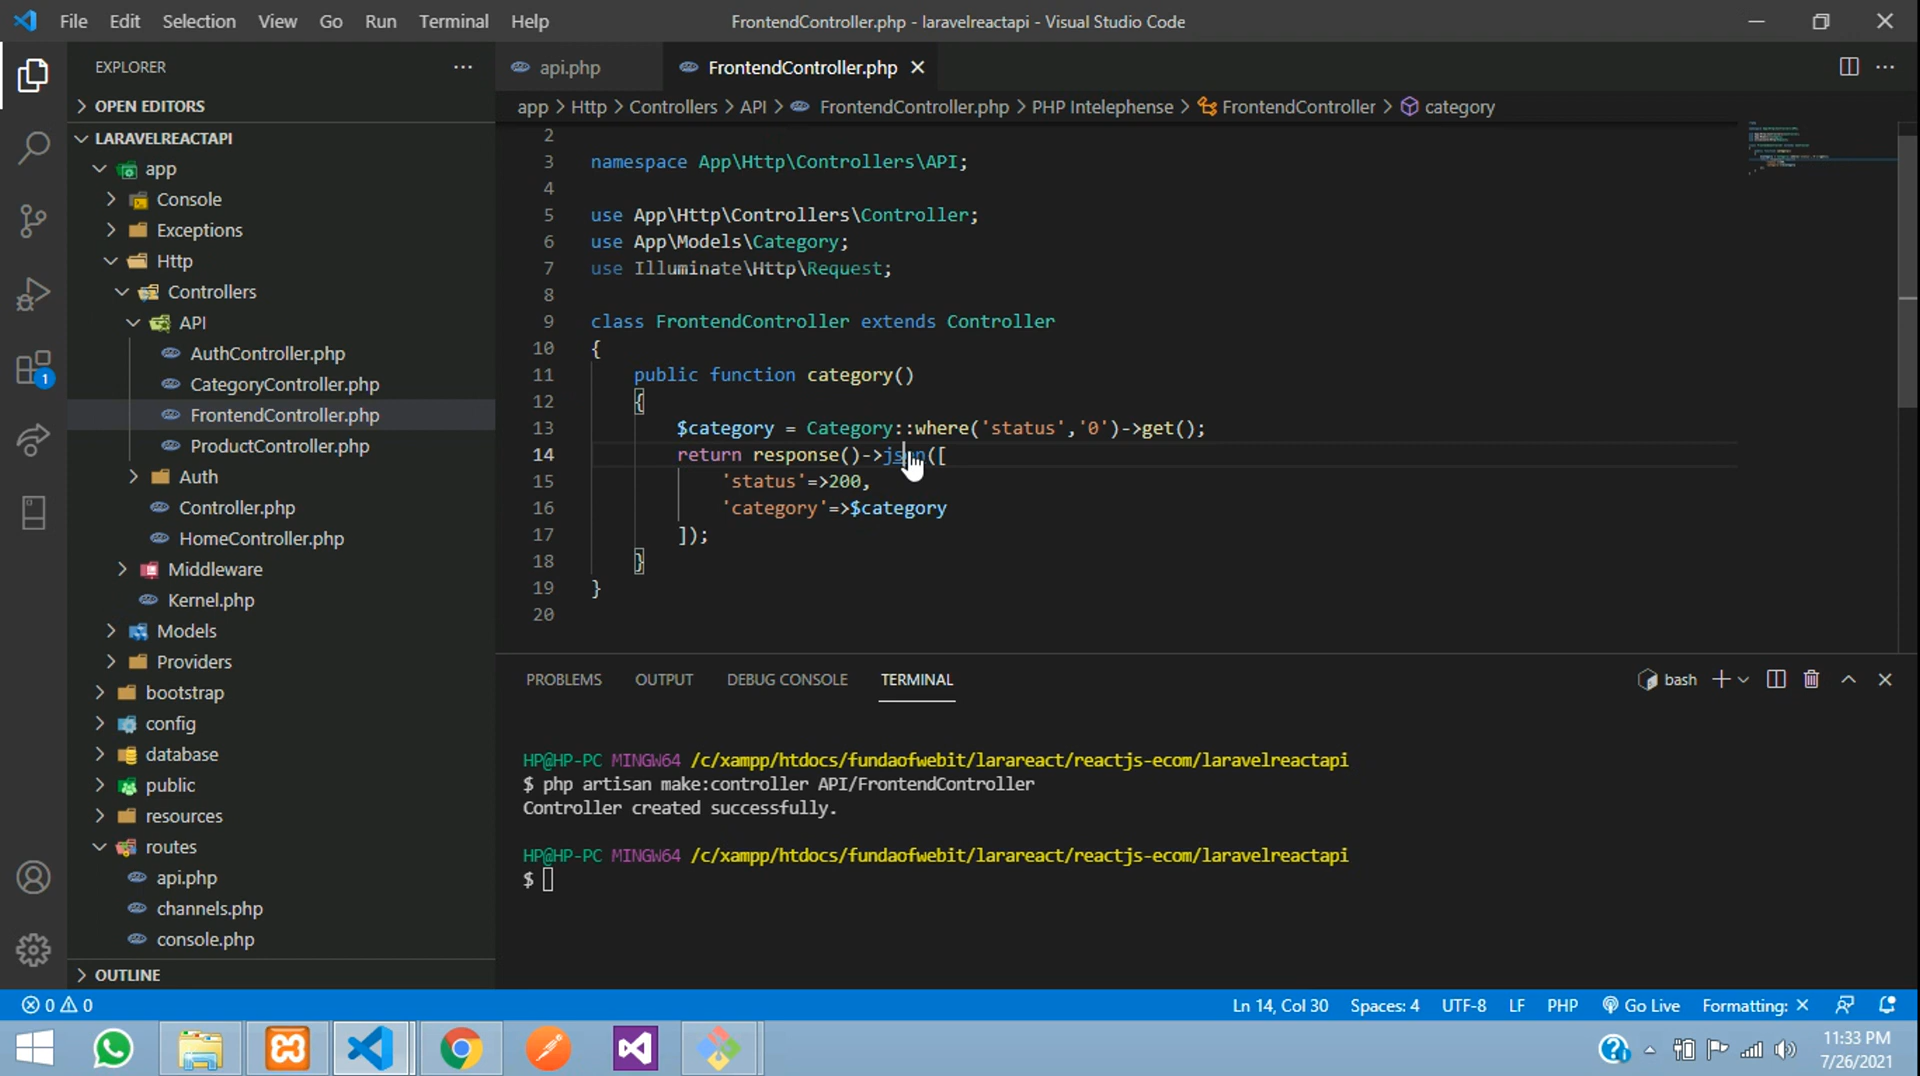 File Edit Selection View Go Run Terminal Help FrontendController.php - laravelreactapi - Visual Studio Code
EXPLORER
OPEN EDITORS
LARAVELREACTAPI
app
Console
Exceptions
Http
Controllers
API
AuthController.php
CategoryController.php
FrontendController.php
ProductController.php
Auth
Controller.php
HomeController.php
Middleware
Kernel.php
Models
Providers
bootstrap
config
database
public
resources
routes
api.php
channels.php
console.php
OUTLINE
1
api.php FrontendController.php
app > Http > Controllers > API > FrontendController.php > PHP Intelephense > FrontendController > category
2
3 namespace App\Http\Controllers\API;
4
5 use App\Http\Controllers\Controller;
6 use App\Models\Category;
7 use Illuminate\Http\Request;
8
9 class FrontendController extends Controller
10 {
11 public function category()
12 {
13 $category = Category::where('status','0')->get();
14 return response()->json([
15 'status'=>200,
16 'category'=>$category
17 ]);
18 }
19 }
20
PROBLEMS OUTPUT DEBUG CONSOLE TERMINAL bash
HP@HP-PC MINGW64 /c/xampp/htdocs/fundaofwebit/larareact/reactjs-ecom/laravelreactapi
$ php artisan make:controller API/FrontendController
Controller created successfully.
HP@HP-PC MINGW64 /c/xampp/htdocs/fundaofwebit/larareact/reactjs-ecom/laravelreactapi
$
0 0 Ln 14, Col 30 Spaces: 4 UTF-8 LF PHP Go Live Formatting: ×
11:33 PM
7/26/2021